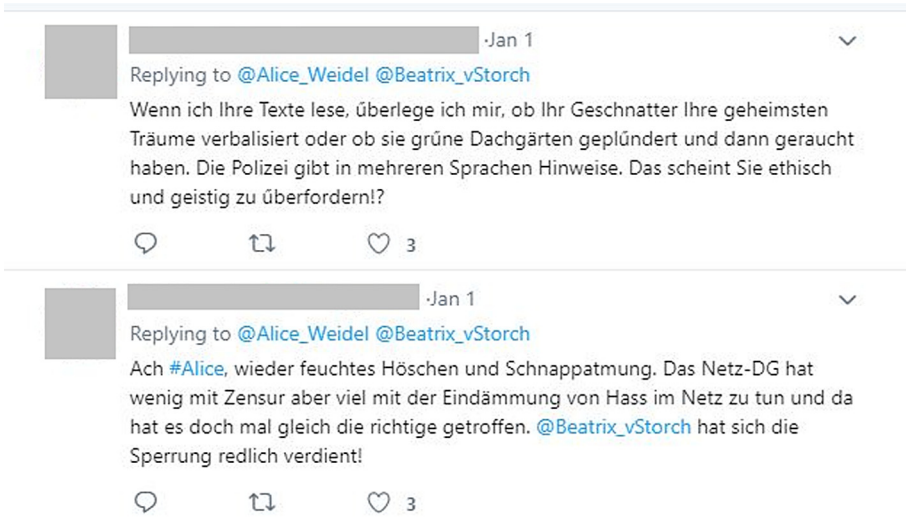 ·Jan 1
Replying to @Alice_Weidel @Beatrix_vStorch
Wenn ich Ihre Texte lese, überlege ich mir, ob Ihr Geschnatter Ihre geheimsten
Träume verbalisiert oder ob sie grüne Dachgärten geplündert und dann geraucht
haben. Die Polizei gibt in mehreren Sprachen Hinweise. Das scheint Sie ethisch
und geistig zu überfordern!?
3
·Jan 1
Replying to @Alice_Weidel @Beatrix_vStorch
Ach #Alice, wieder feuchtes Höschen und Schnappatmung. Das Netz-DG hat
wenig mit Zensur aber viel mit der Eindämmung von Hass im Netz zu tun und da
hat es doch mal gleich die richtige getroffen. @Beatrix_vStorch hat sich die
Sperrung redlich verdient!
3